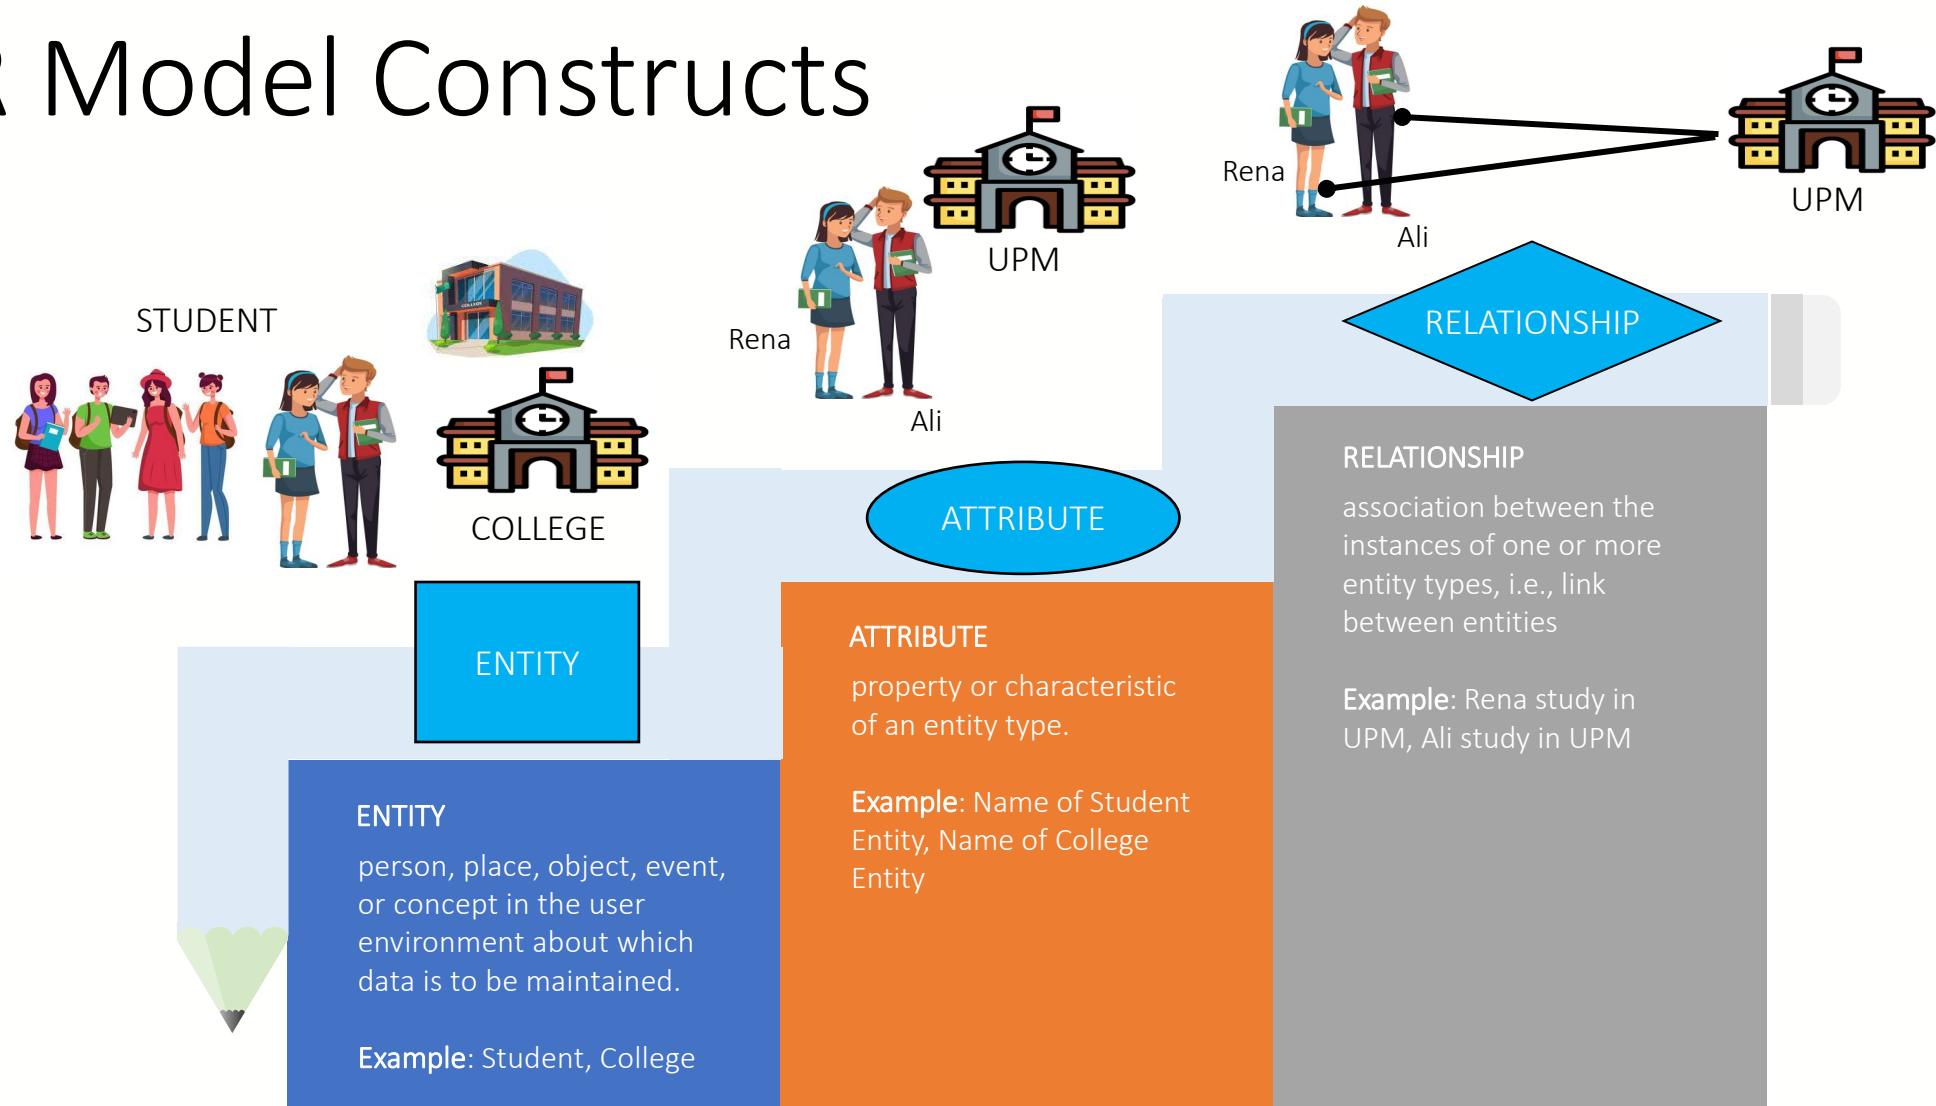 R Model Constructs
STUDENT
COLLEGE
COLLEGE
ENTITY
ENTITY
person, place, object, event,
or concept in the user
environment about which
data is to be maintained.
Example: Student, College
Rena
Ali
UPM
ATTRIBUTE
ATTRIBUTE
property or characteristic
of an entity type.
Example: Name of Student
Entity, Name of College
Entity
Rena
Ali
UPM
RELATIONSHIP
RELATIONSHIP
association between the
instances of one or more
entity types, i.e., link
between entities
Example: Rena study in
UPM, Ali study in UPM